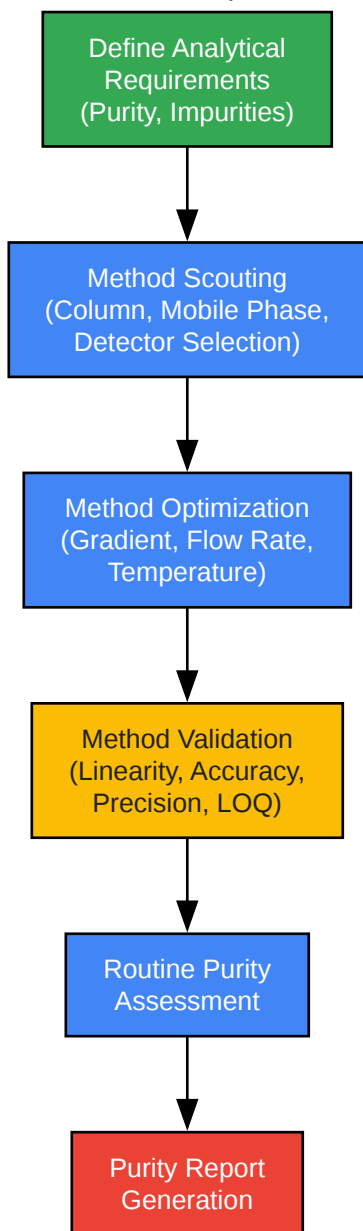 Define Analytical
Requirements
(Purity, Impurities)
Method Scouting
(Column, Mobile Phase,
Detector Selection)
Method Optimization
(Gradient, Flow Rate,
Temperature)
Method Validation
(Linearity, Accuracy,
Precision, LOQ)
Routine Purity
Assessment
Purity Report
Generation